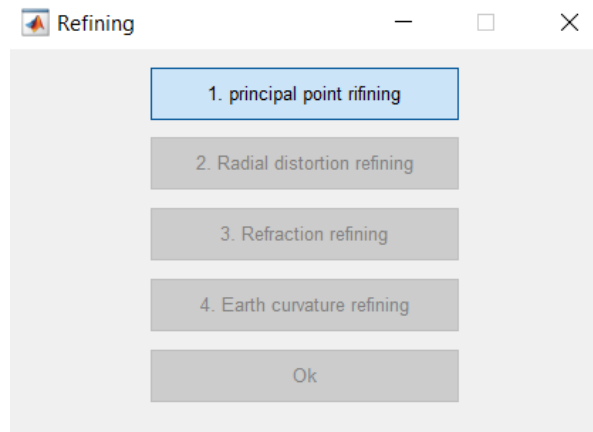 Refining
1. principal point rifining
2. Radial distortion refining
3. Refraction refining
4. Earth curvature refining
Ok